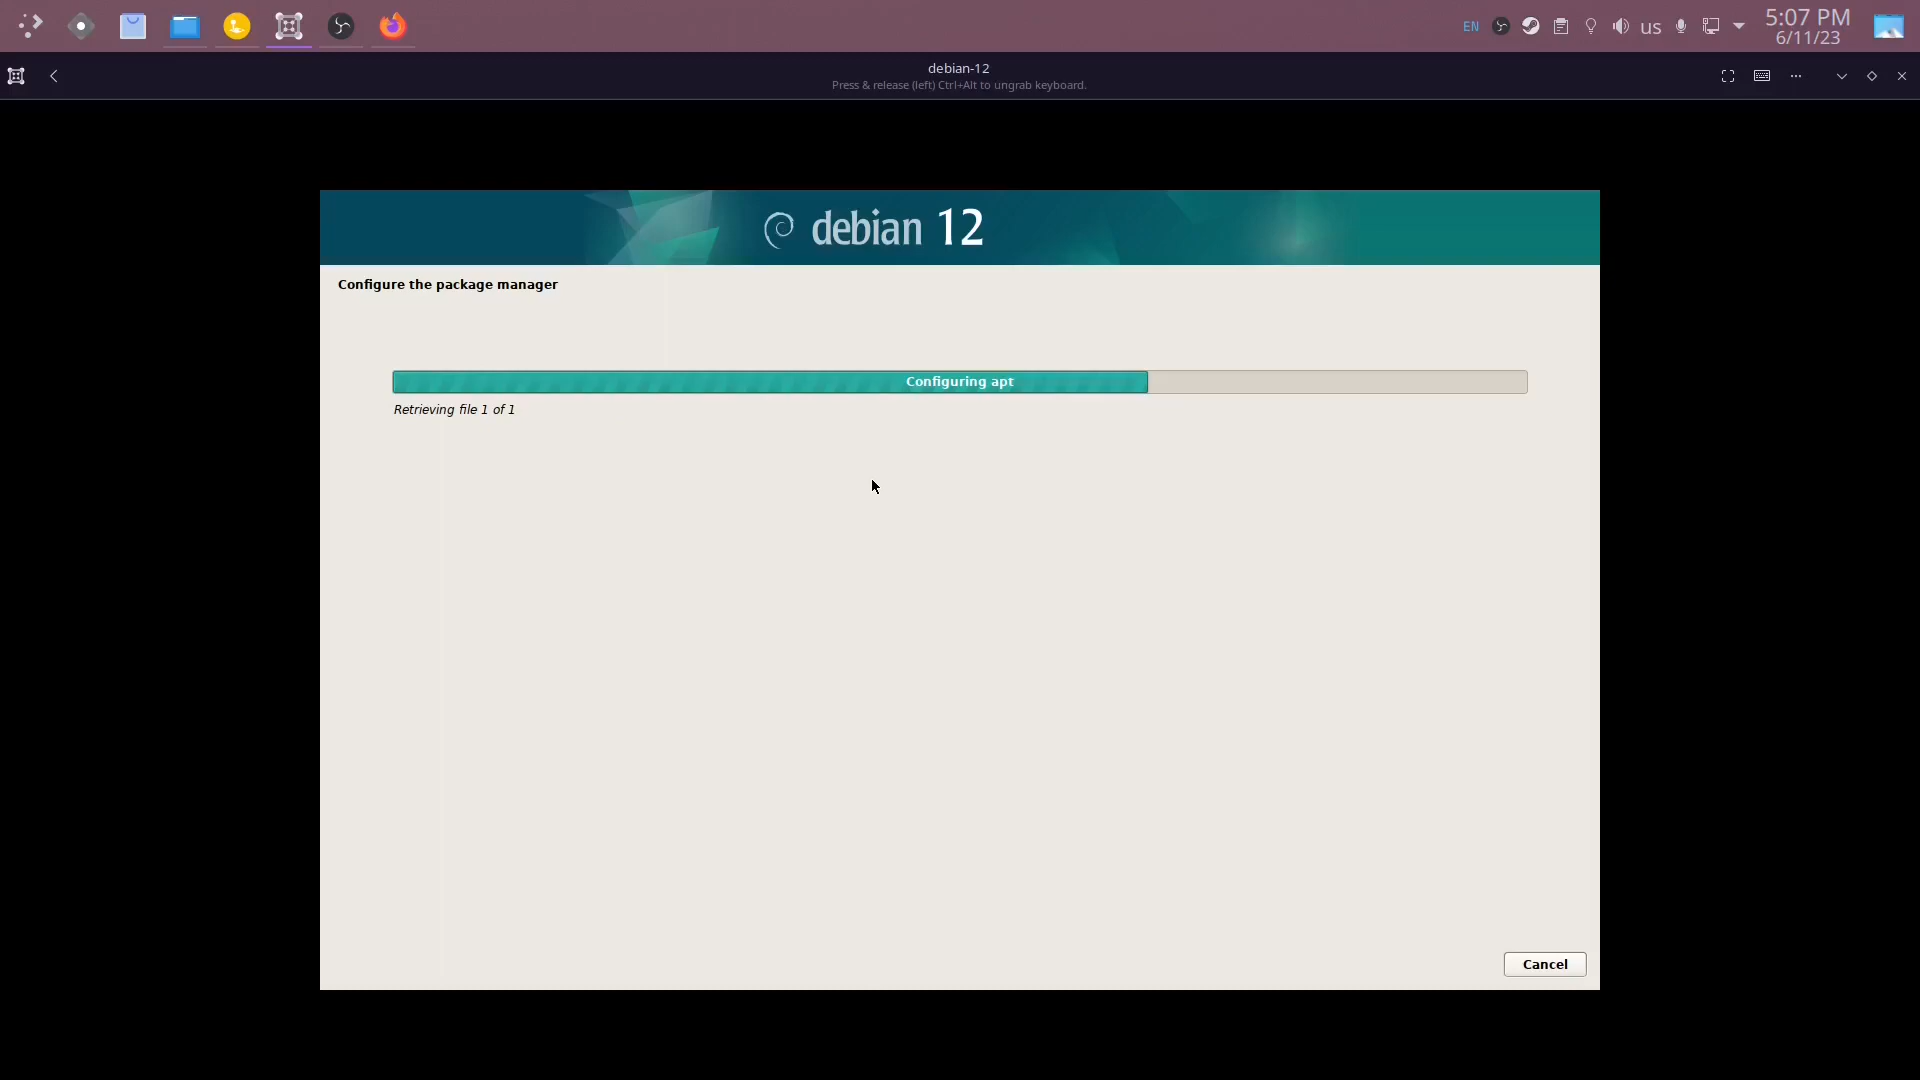 EN
us
5:07 PM
6/11/23
debian-12
Press & release (left) Ctrl+Alt to ungrab keyboard.
debian 12
Configure the package manager
Configuring apt
Retrieving file 1 of 1
Cancel